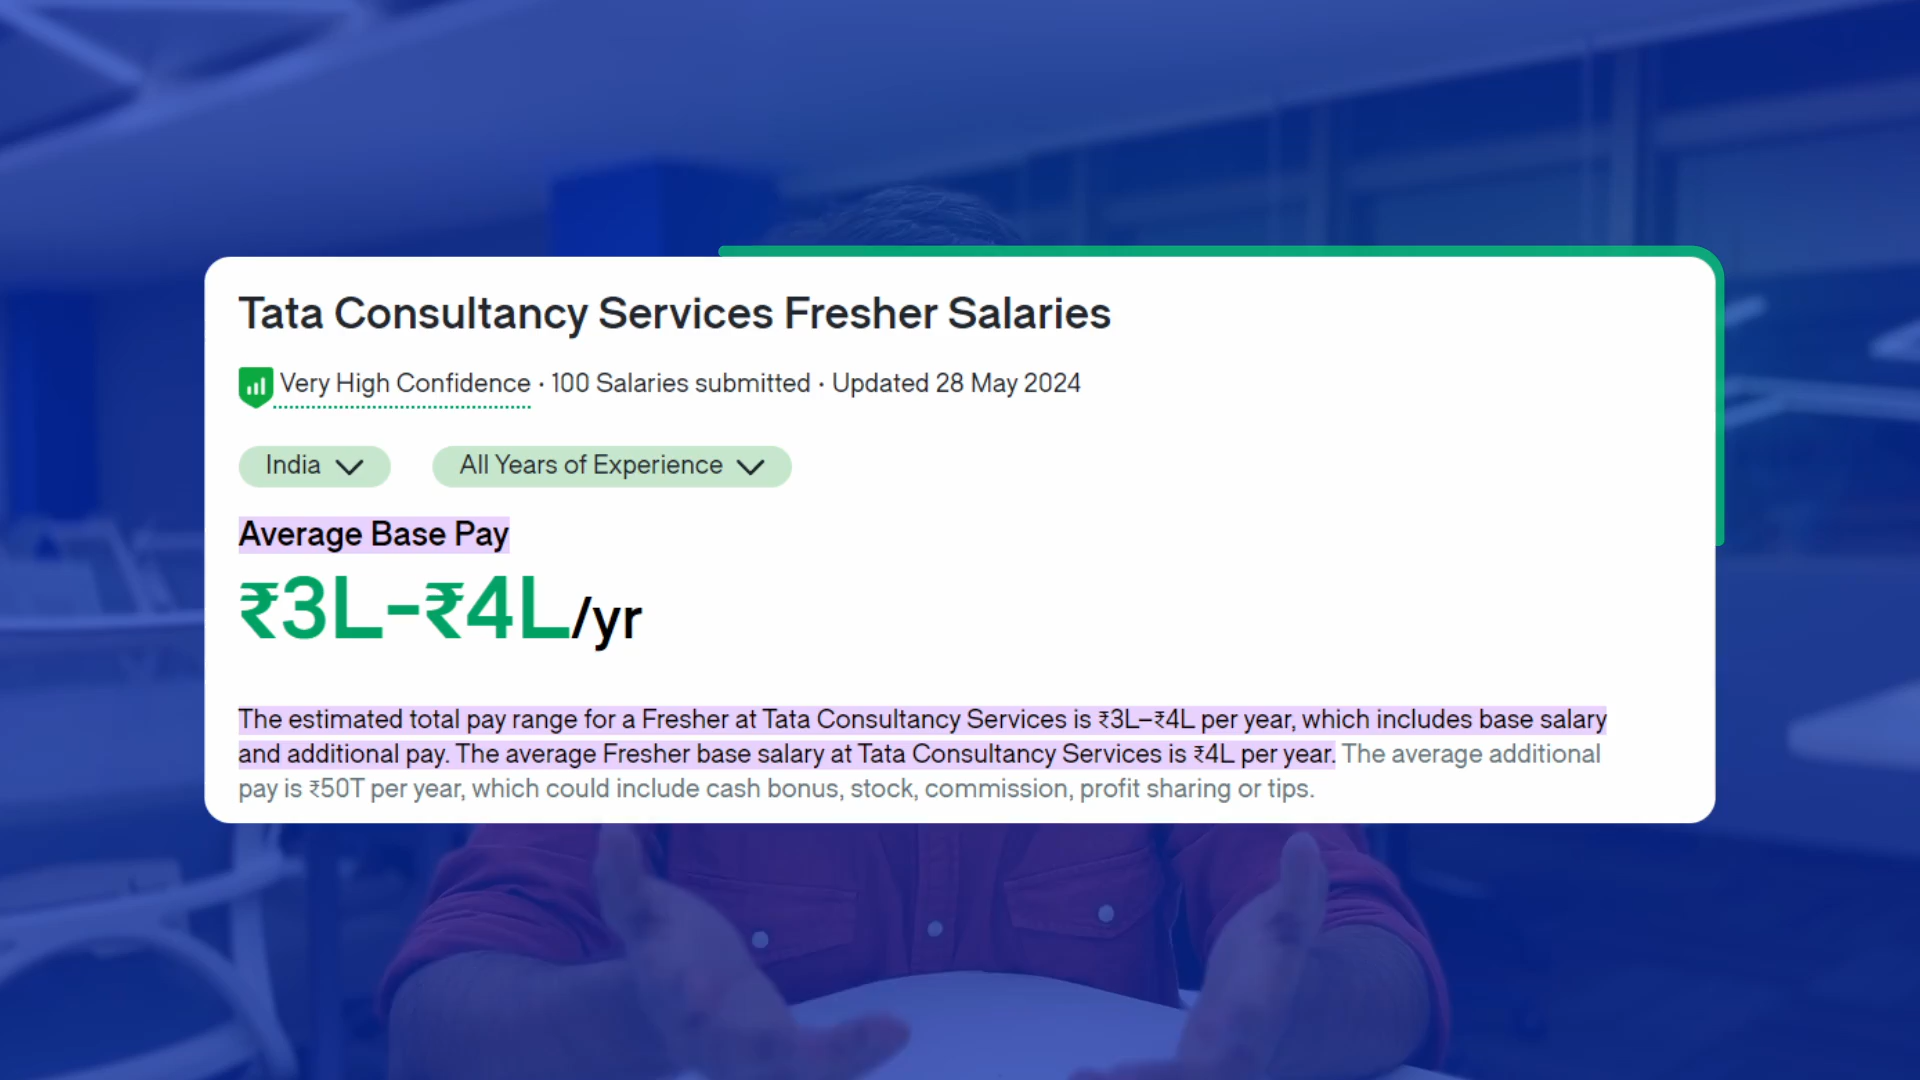 Tata Consultancy Services Fresher Salaries
Very High Confidence · 100 Salaries submitted · Updated 28 May 2024
India All Years of Experience
Average Base Pay
₹3L-₹4L/yr
The estimated total pay range for a Fresher at Tata Consultancy Services is ₹3L–₹4L per year, which includes base salary
and additional pay. The average Fresher base salary at Tata Consultancy Services is ₹4L per year. The average additional
pay is ₹50T per year, which could include cash bonus, stock, commission, profit sharing or tips.